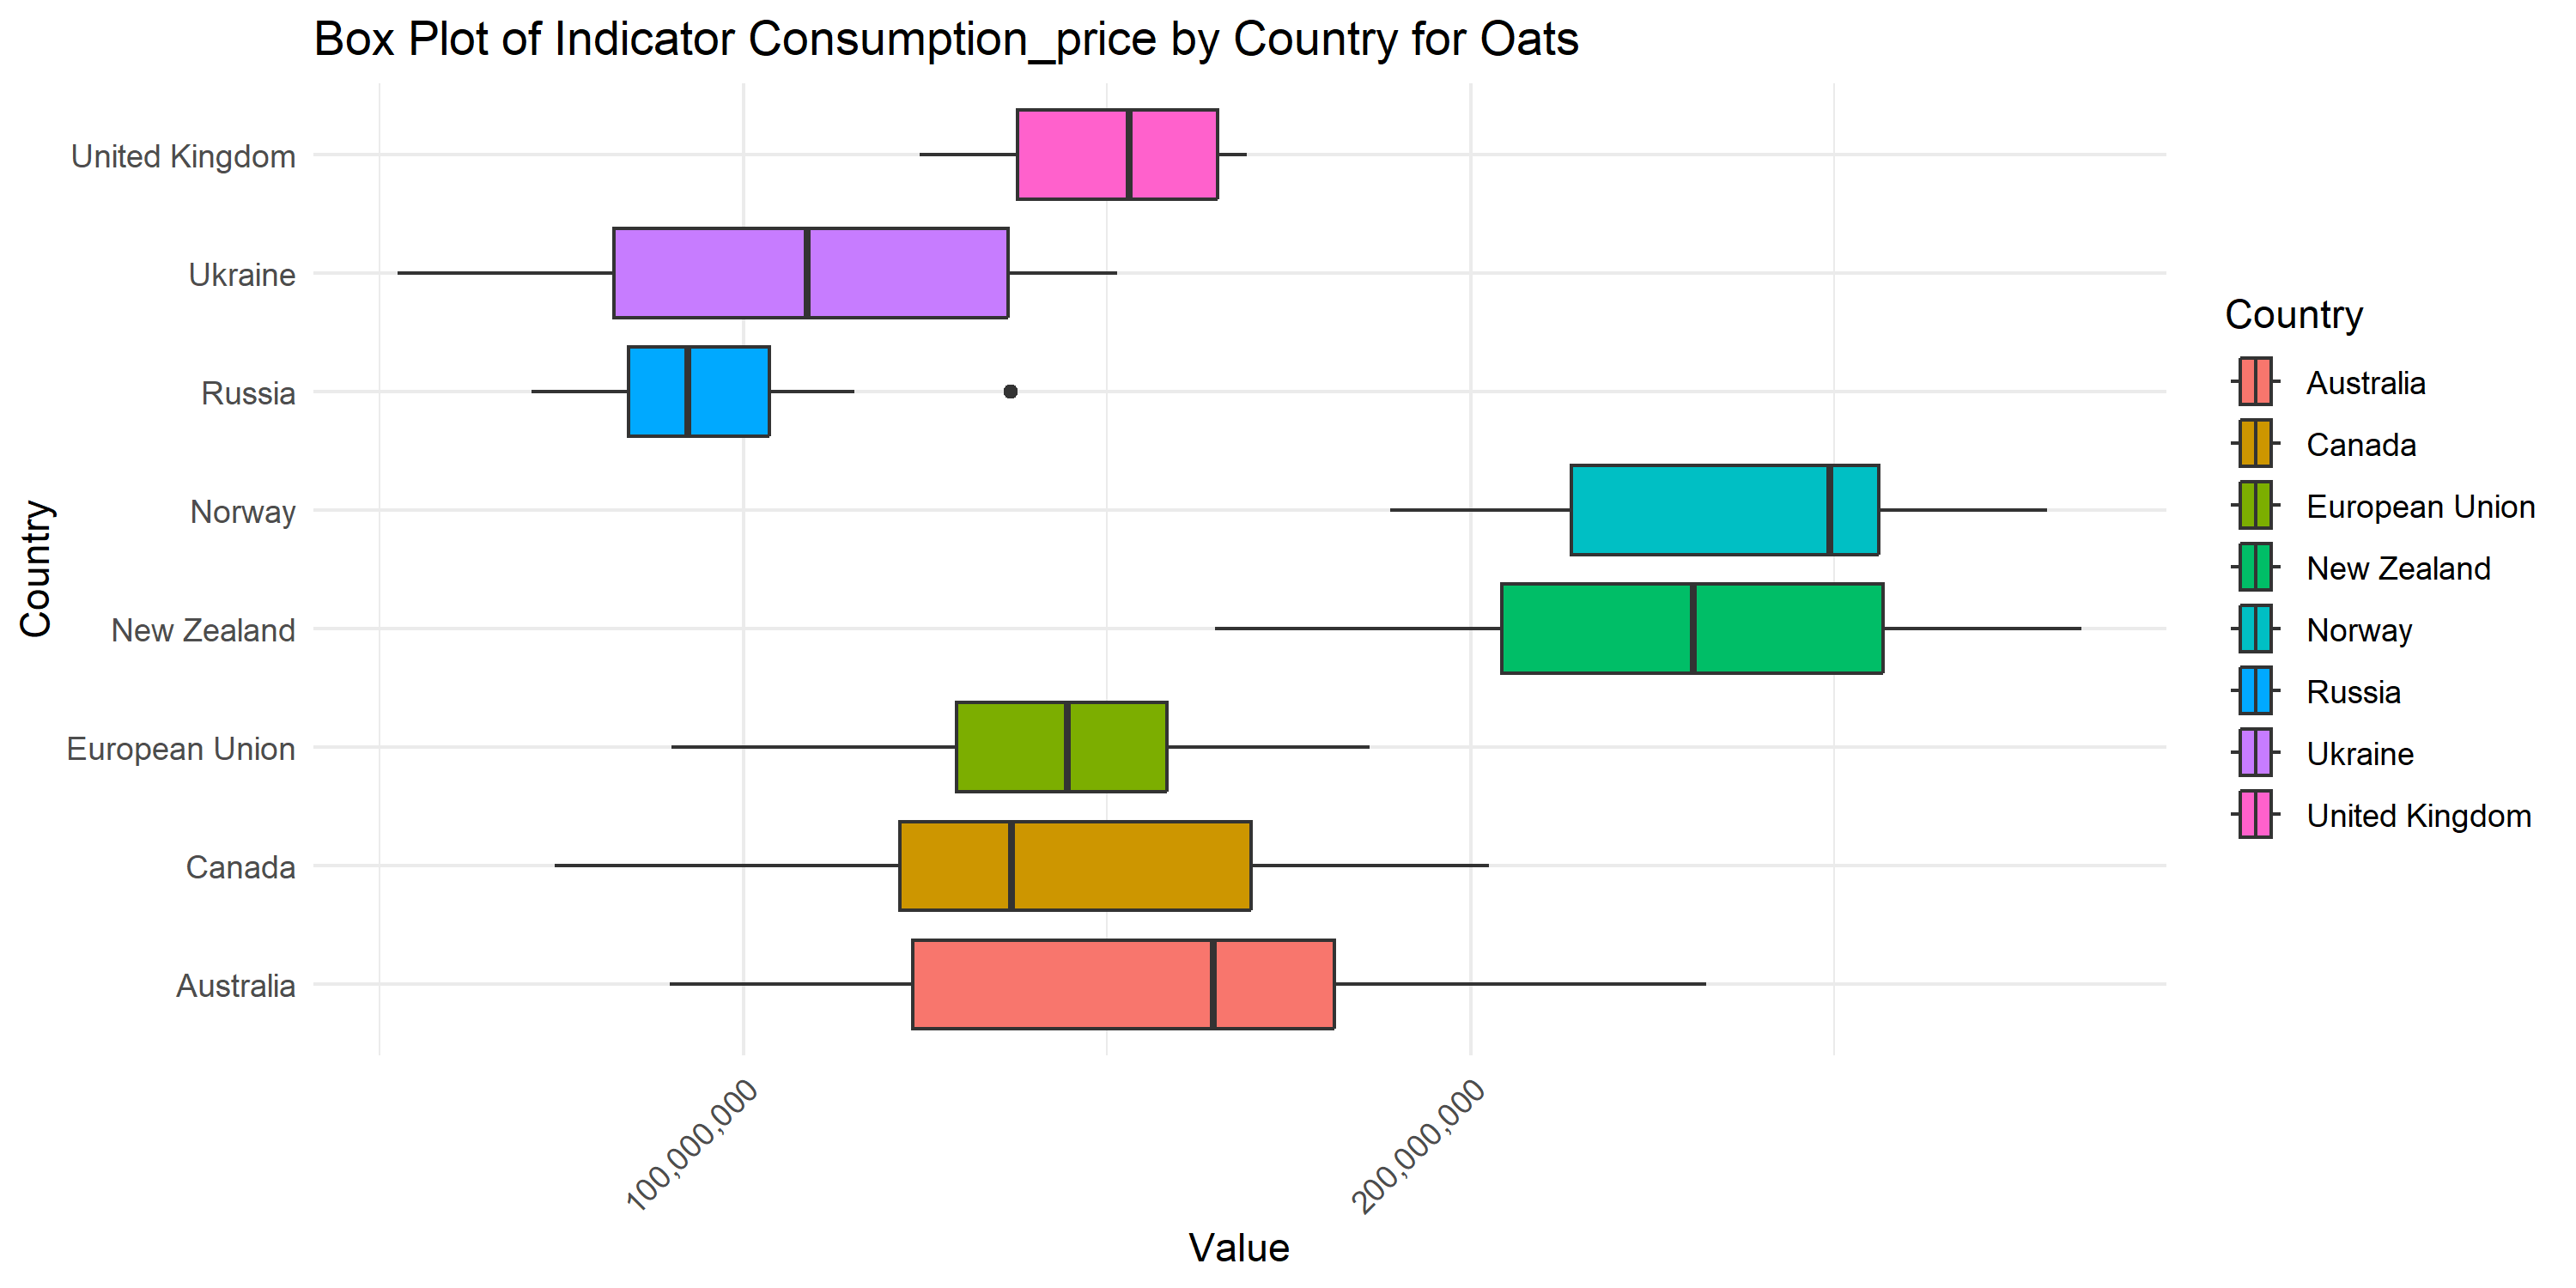 Box Plot of Indicator Consumption_price by Country for Oats
United Kingdom
Ukraine
Russia
Norway
New Zealand
European Union
Canada
Australia
Country
100,000,000
200,000,000
Value
Country
Australia
Canada
European Union
New Zealand
Norway
Russia
Ukraine
United Kingdom